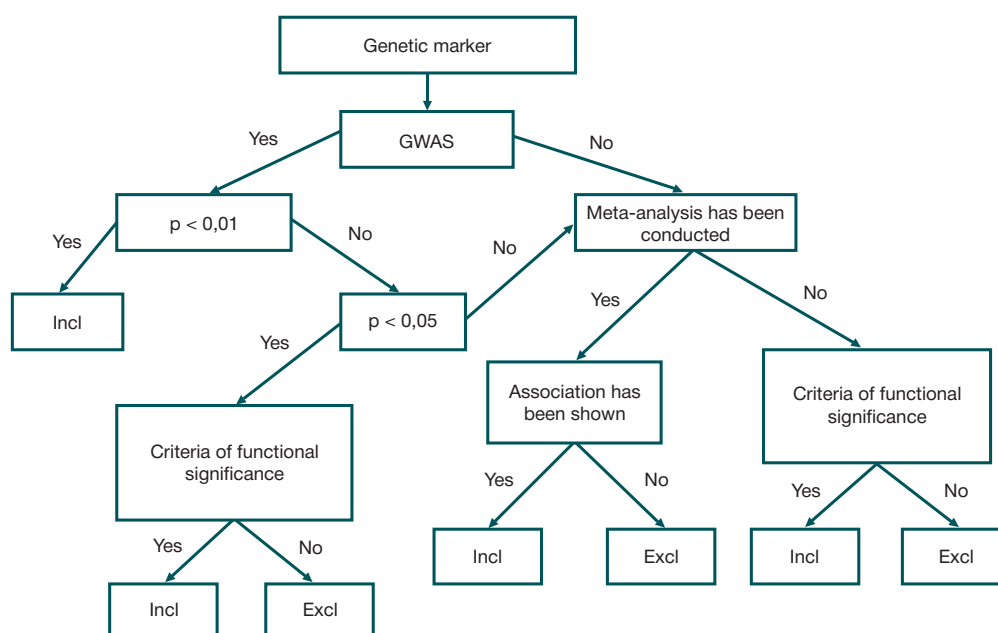 Genetic marker
Yes
GWAS
No
p < 0,01
Meta-analysis has been
conducted
Yes
No
No
Incl
p < 0,05
Yes
No
Yes
Association has
been shown
Criteria of functional
significance
Criteria of functional
significance
Yes
No
Yes
No
Incl
Excl
Incl
Excl
Yes
No
Incl
Excl